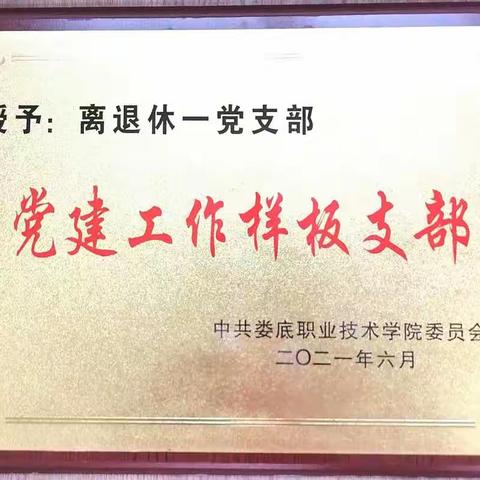 授予：离退休一党支部
党建工作样板支部
中共娄底职业技术学院委员会
二〇二一年六月